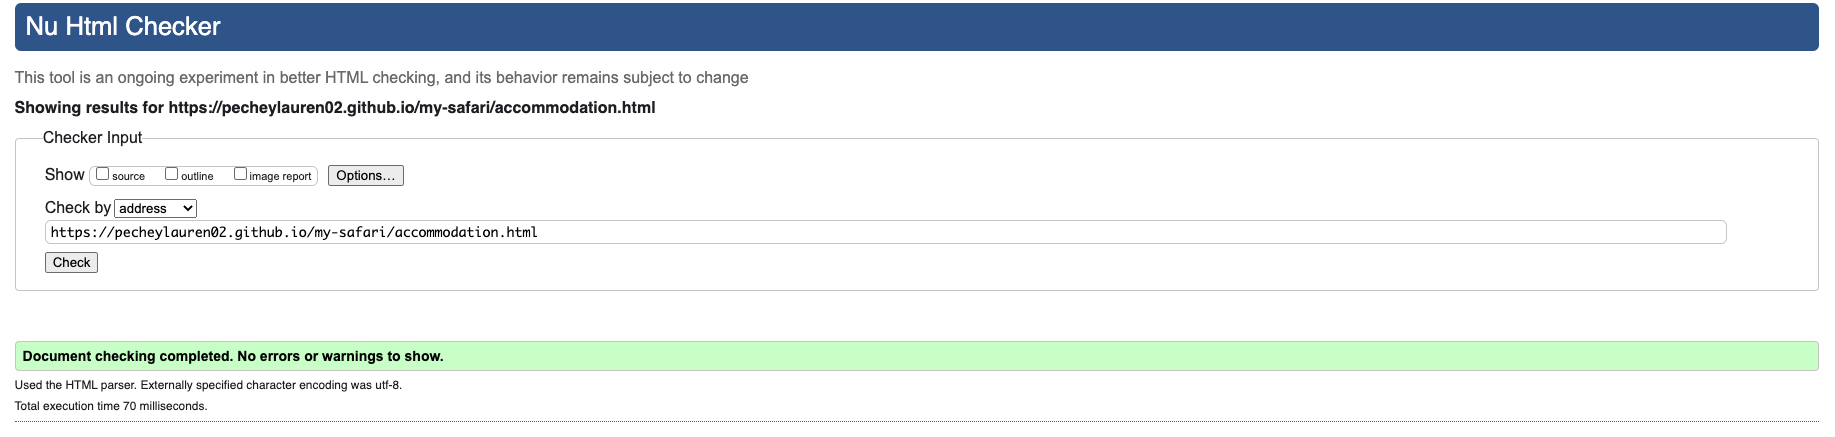 Nu Html Checker
This tool is an ongoing experiment in better HTML checking, and its behavior remains subject to change
Showing results for https://pecheylauren02.github.io/my-safari/accommodation.html
Checker Input
Show source outline image report Options...
Check by address
https://pecheylauren02.github.io/my-safari/accommodation.html
Check
Document checking completed. No errors or warnings to show.
Used the HTML parser. Externally specified character encoding was utf-8.
Total execution time 70 milliseconds.